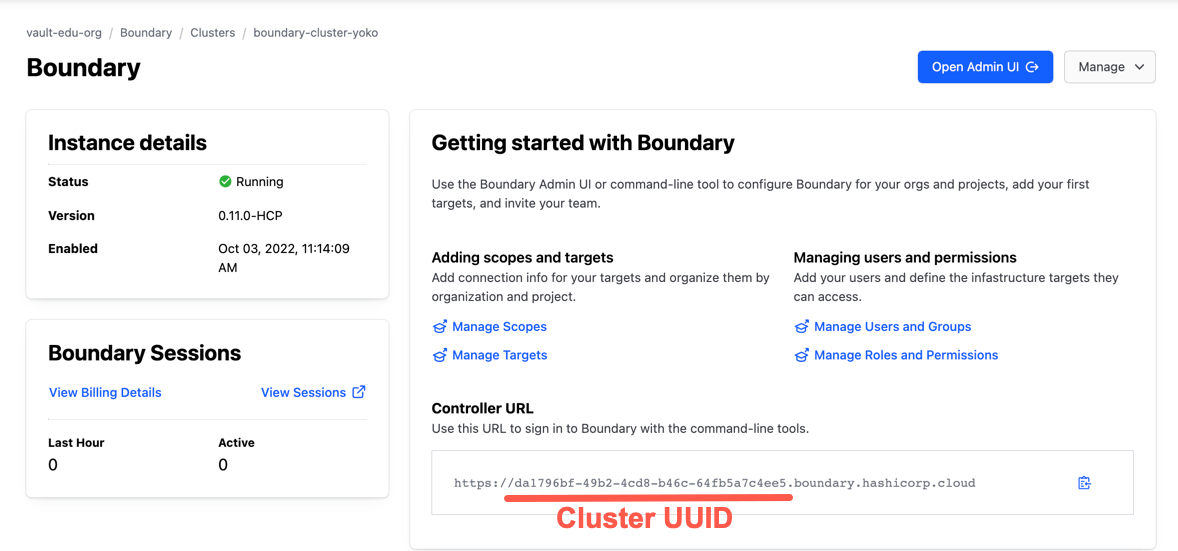 vault-edu-org / Boundary / Clusters / boundary-cluster-yoko
Boundary
Open Admin UI
Manage
Instance details
Status Running
Version 0.11.0-HCP
Enabled Oct 03, 2022, 11:14:09
AM
Boundary Sessions
View Billing Details View Sessions
Last Hour Active
0 0
Getting started with Boundary
Use the Boundary Admin UI or command-line tool to configure Boundary for your orgs and projects, add your first
targets, and invite your team.
Adding scopes and targets
Add connection info for your targets and organize them by
organization and project.
Manage Scopes
Manage Targets
Managing users and permissions
Add your users and define the infastructure targets they
can access.
Manage Users and Groups
Manage Roles and Permissions
Controller URL
Use this URL to sign in to Boundary with the command-line tools.
https://da1796bf-49b2-4cd8-b46c-64fb5a7c4ee5.boundary.hashicorp.cloud
Cluster UUID